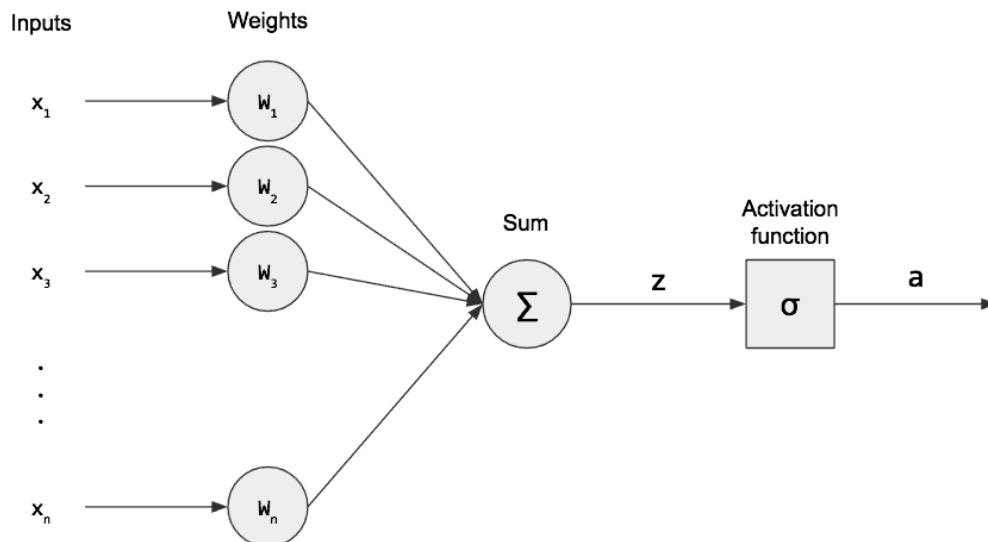 Inputs
Weights
x₁
W₁
x₂
W₂
x₃
W₃
Sum
Σ
z
Activation
function
σ
a
.
.
.
xₙ
Wₙ